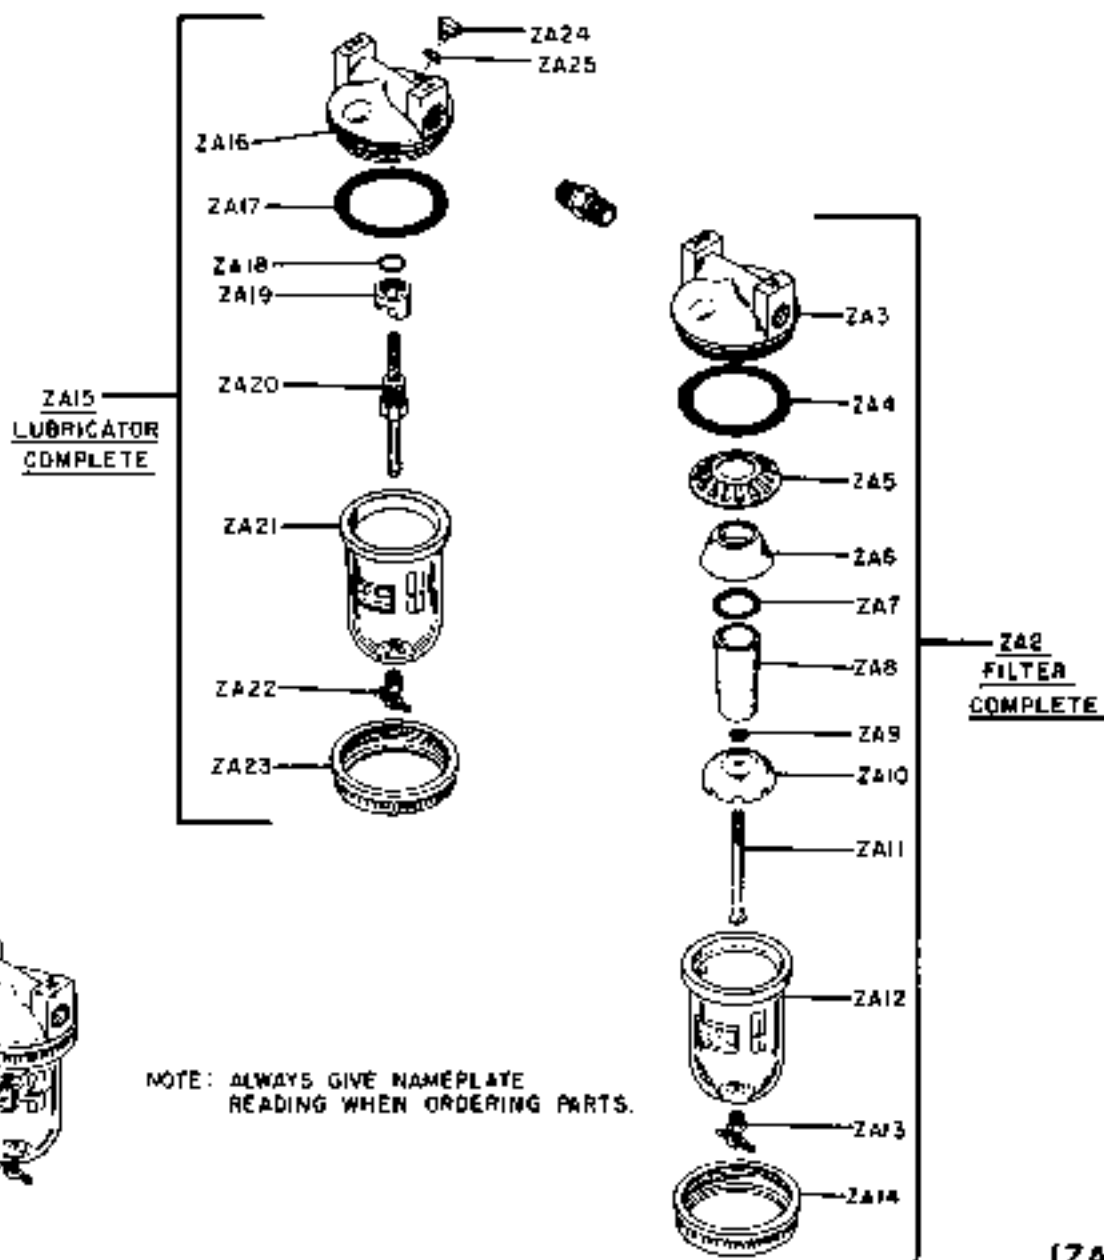 ZA24
ZA25
ZA16
ZA17
ZA18
ZA19
ZA20
ZA15
LUBRICATOR
COMPLETE
ZA21
ZA22
ZA23
ZA3
ZA4
ZA5
ZA6
ZA7
ZA8
ZA2
FILTER
COMPLETE
ZA9
ZA10
ZA11
ZA12
ZA13
ZA14
NOTE: ALWAYS GIVE NAMEPLATE
READING WHEN ORDERING PARTS.
(ZA